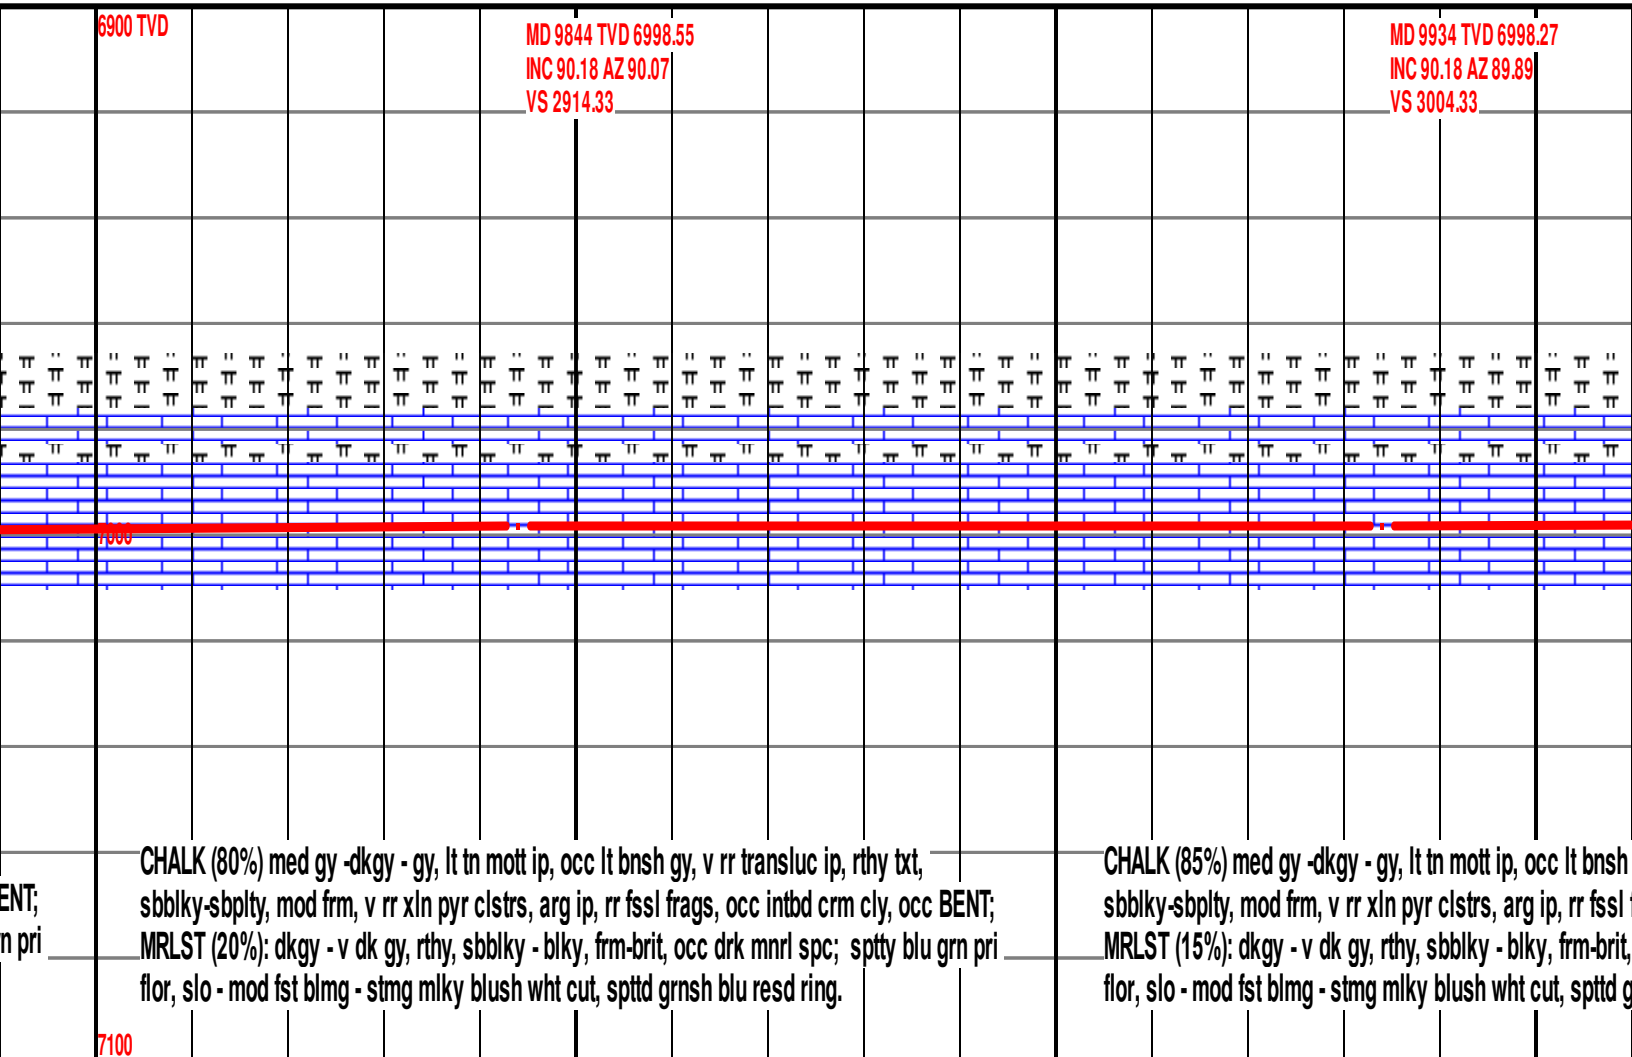 6900 TVD
MD 9844 TVD 6998.55
INC 90.18 AZ 90.07
VS 2914.33
MD 9934 TVD 6998.27
INC 90.18 AZ 89.89
VS 3004.33
7000
ENT;
rn pri
CHALK (80%) med gy -dkgy - gy, lt tn mott ip, occ lt bnsh gy, v rr transluc ip, rthy txt,
sbblky-sbplty, mod frm, v rr xln pyr clstrs, arg ip, rr fssl frags, occ intbd crm cly, occ BENT;
MRLST (20%): dkgy - v dk gy, rthy, sbblky - blky, frm-brit, occ drk mnrl spc; sptty blu grn pri
flor, slo - mod fst blmg - stmg mlky blush wht cut, spttd grnsh blu resd ring.
CHALK (85%) med gy -dkgy - gy, lt tn mott ip, occ lt bnsh
sbblky-sbplty, mod frm, v rr xln pyr clstrs, arg ip, rr fssl
MRLST (15%): dkgy - v dk gy, rthy, sbblky - blky, frm-brit,
flor, slo - mod fst blmg - stmg mlky blush wht cut, spttd g
7100